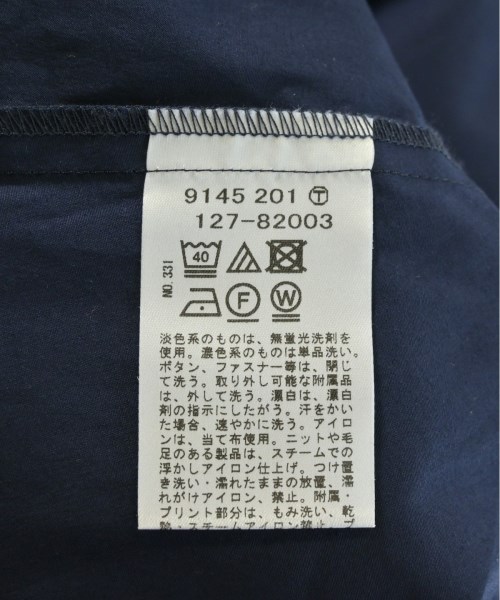 9145 201 Ⓣ
127-82003
NO.331
40
F W
淡色系のものは、無蛍光洗剤を
使用。濃色系のものは単品洗い。
ボタン、ファスナー等は、閉じ
て洗う。取り外し可能な附属品
は、外して洗う。漂白は、漂白
剤の指示にしたがう。汗をかい
た場合、速やかに洗う。アイロ
ンは、当て布使用。ニットや毛
足のある製品は、スチームでの
浮かしアイロン仕上げ。つけ置
き洗い・濡れたままの放置、濡
れがけアイロン、禁止。附属・
プリント部分は、もみ洗い、乾